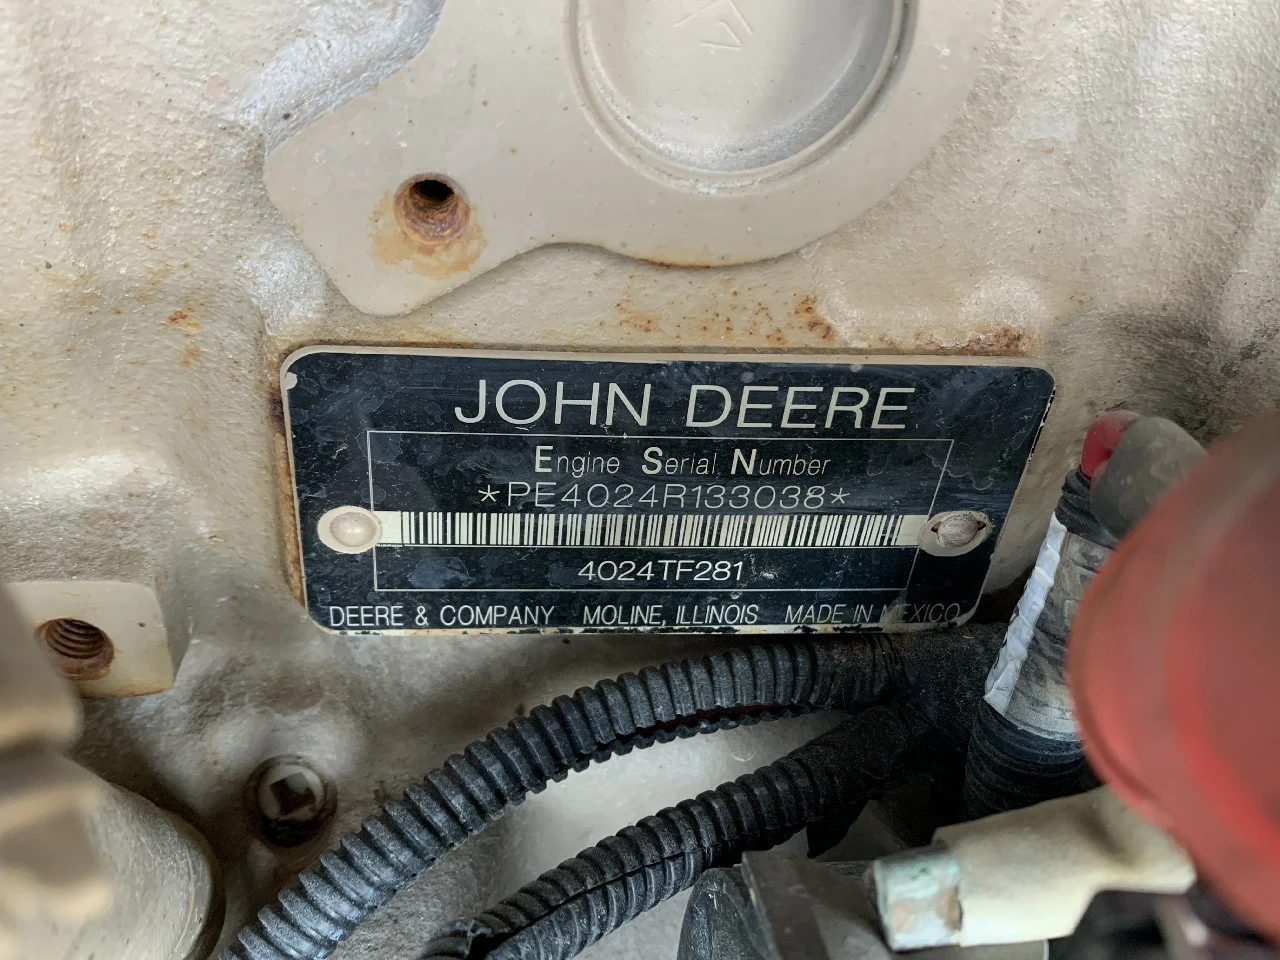 JOHN DEERE
Engine Serial Number
*PE4024R133038*
4024TF281
DEERE & COMPANY MOLINE, ILLINOIS MADE IN MEXICO